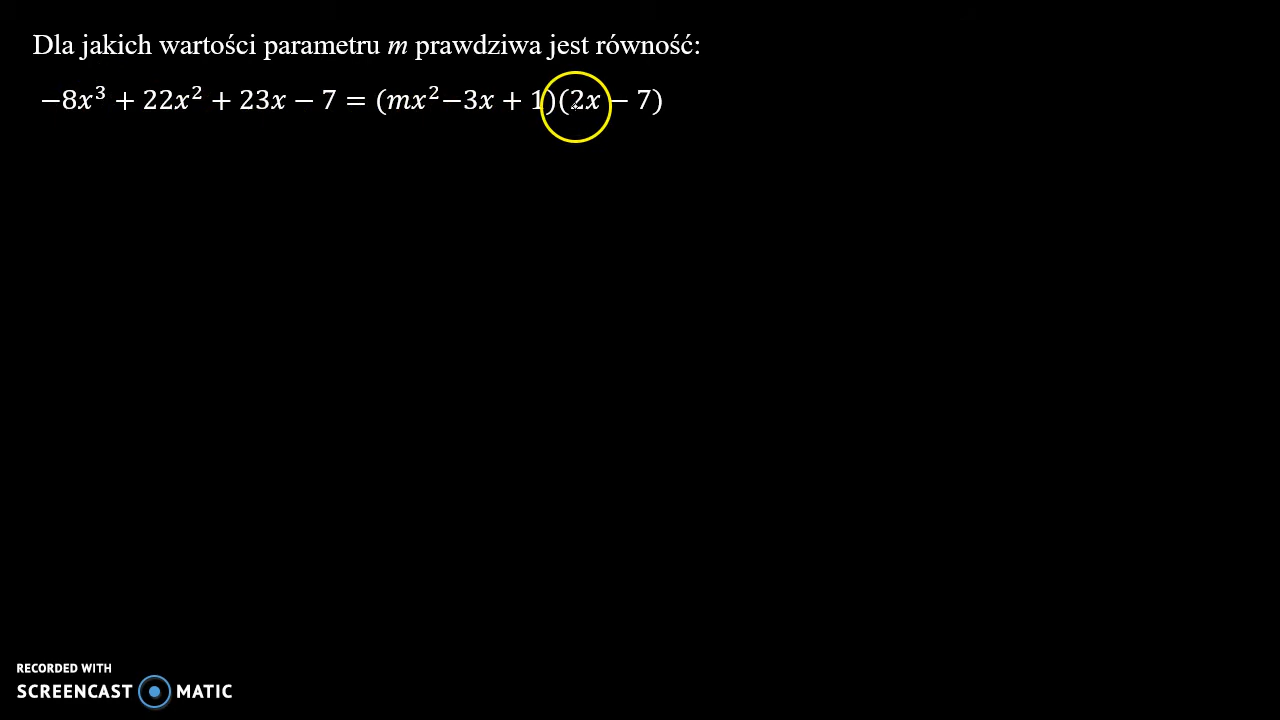 Dla jakich wartości parametru m prawdziwa jest równość:
−8x³ + 22x² + 23x − 7 = (mx²−3x + 1)(2x − 7)
RECORDED WITH
SCREENCAST MATIC